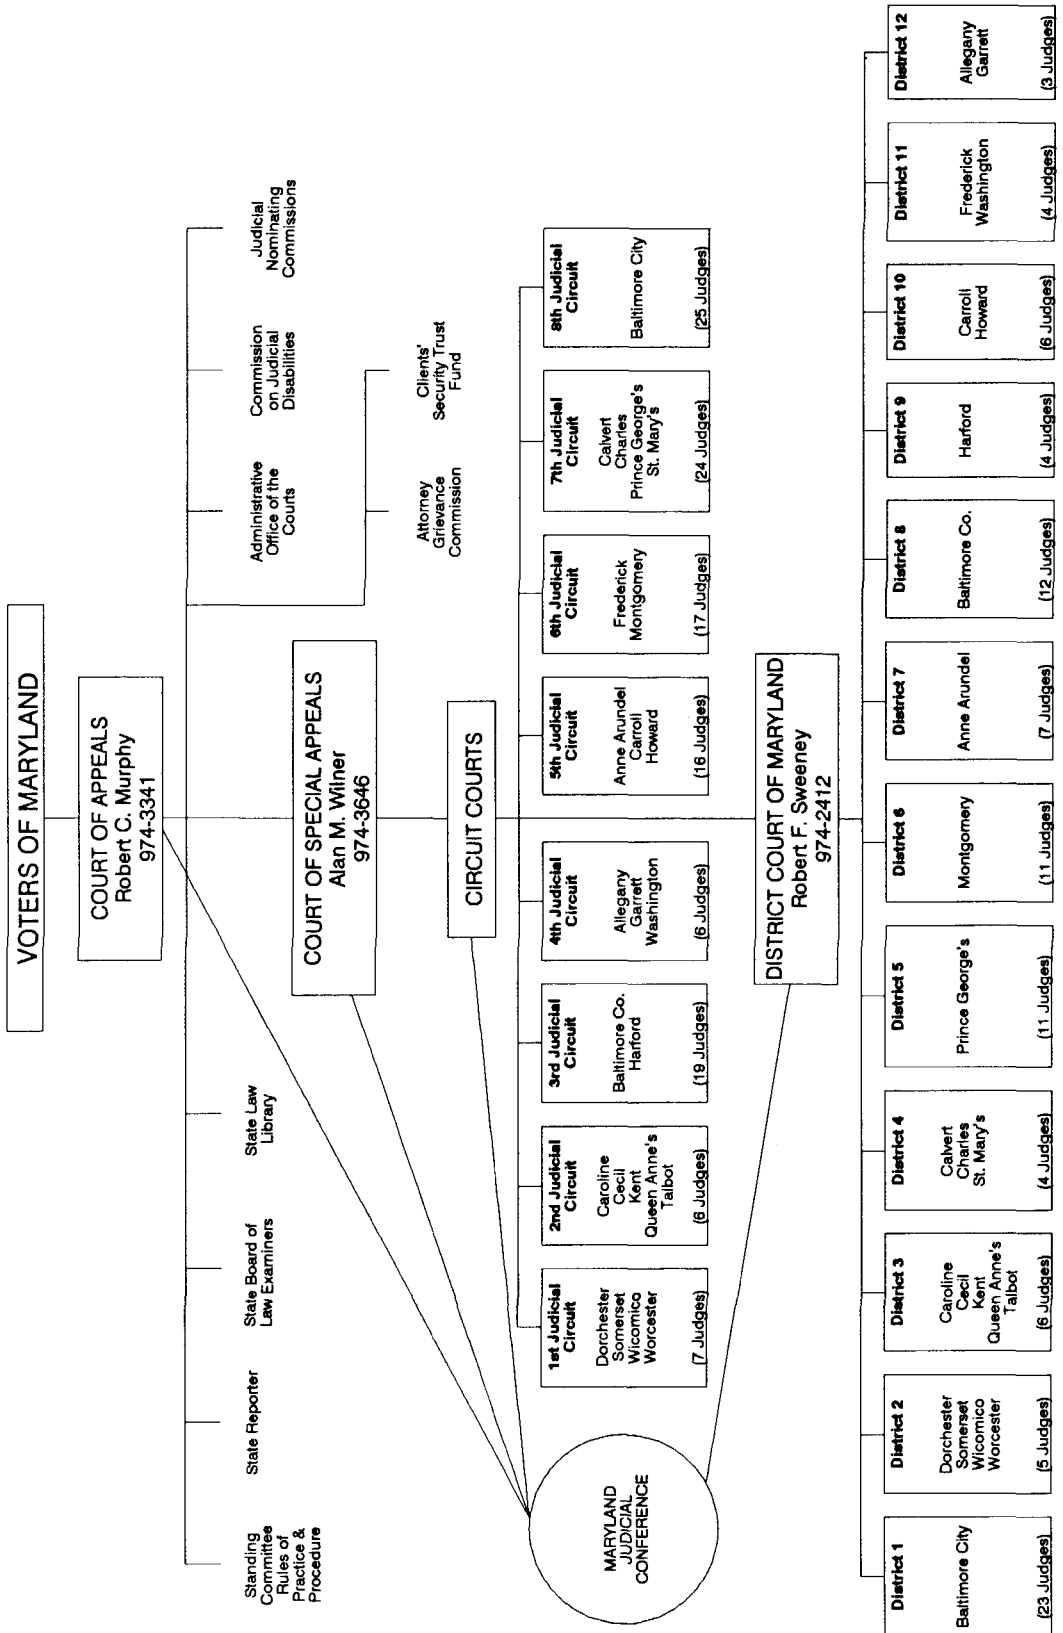 VOTERS OF MARYLAND
COURT OF APPEALS
Robert C. Murphy
974-3341
Standing
Committee
Rules of
Practice &
Procedure
State Reporter
State Board of
Law Examiners
State Law
Library
Administrative
Office of the
Courts
Commission
on Judicial
Disabilities
Judicial
Nominating
Commissions
Attorney
Grievance
Commission
Clients'
Security Trust
Fund
COURT OF SPECIAL APPEALS
Alan M. Wilner
974-3646
CIRCUIT COURTS
MARYLAND
JUDICIAL
CONFERENCE
1st Judicial
Circuit
Dorchester
Somerset
Wicomico
Worcester
(7 Judges)
2nd Judicial
Circuit
Caroline
Cecil
Kent
Queen Anne's
Talbot
(6 Judges)
3rd Judicial
Circuit
Baltimore Co.
Harford
(19 Judges)
4th Judicial
Circuit
Allegany
Garrett
Washington
(6 Judges)
5th Judicial
Circuit
Anne Arundel
Carroll
Howard
(16 Judges)
6th Judicial
Circuit
Frederick
Montgomery
(17 Judges)
7th Judicial
Circuit
Calvert
Charles
Prince George's
St. Mary's
(24 Judges)
8th Judicial
Circuit
Baltimore City
(25 Judges)
DISTRICT COURT OF MARYLAND
Robert F. Sweeney
974-2412
District 1
Baltimore City
(23 Judges)
District 2
Dorchester
Somerset
Wicomico
Worcester
(5 Judges)
District 3
Caroline
Cecil
Kent
Queen Anne's
Talbot
(6 Judges)
District 4
Calvert
Charles
St. Mary's
(4 Judges)
District 5
Prince George's
(11 Judges)
District 6
Montgomery
(11 Judges)
District 7
Anne Arundel
(7 Judges)
District 8
Baltimore Co.
(12 Judges)
District 9
Harford
(4 Judges)
District 10
Carroll
Howard
(6 Judges)
District 11
Frederick
Washington
(4 Judges)
District 12
Allegany
Garrett
(3 Judges)